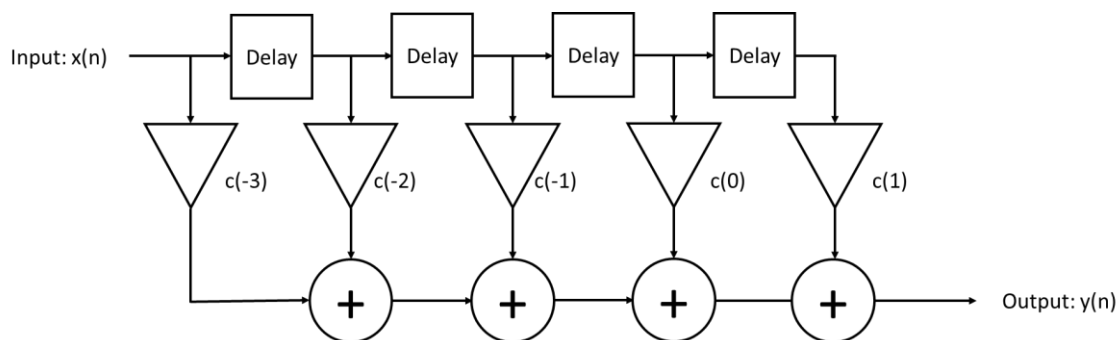 Input: x(n)
Delay
Delay
Delay
Delay
c(-3)
c(-2)
c(-1)
c(0)
c(1)
+
+
+
+
Output: y(n)